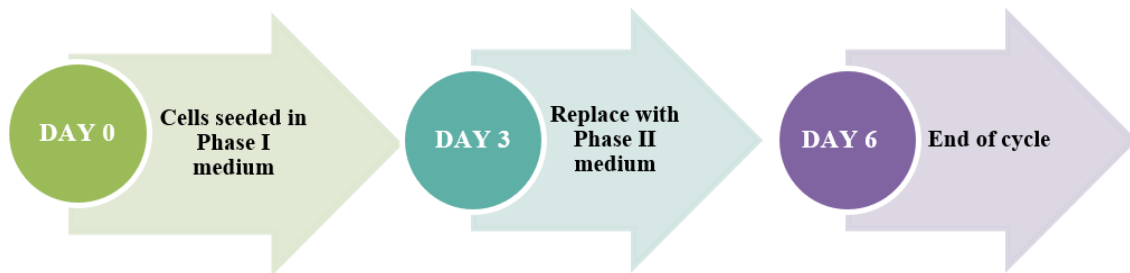 DAY 0
Cells seeded in
Phase I
medium
DAY 3
Replace with
Phase II
medium
DAY 6
End of cycle